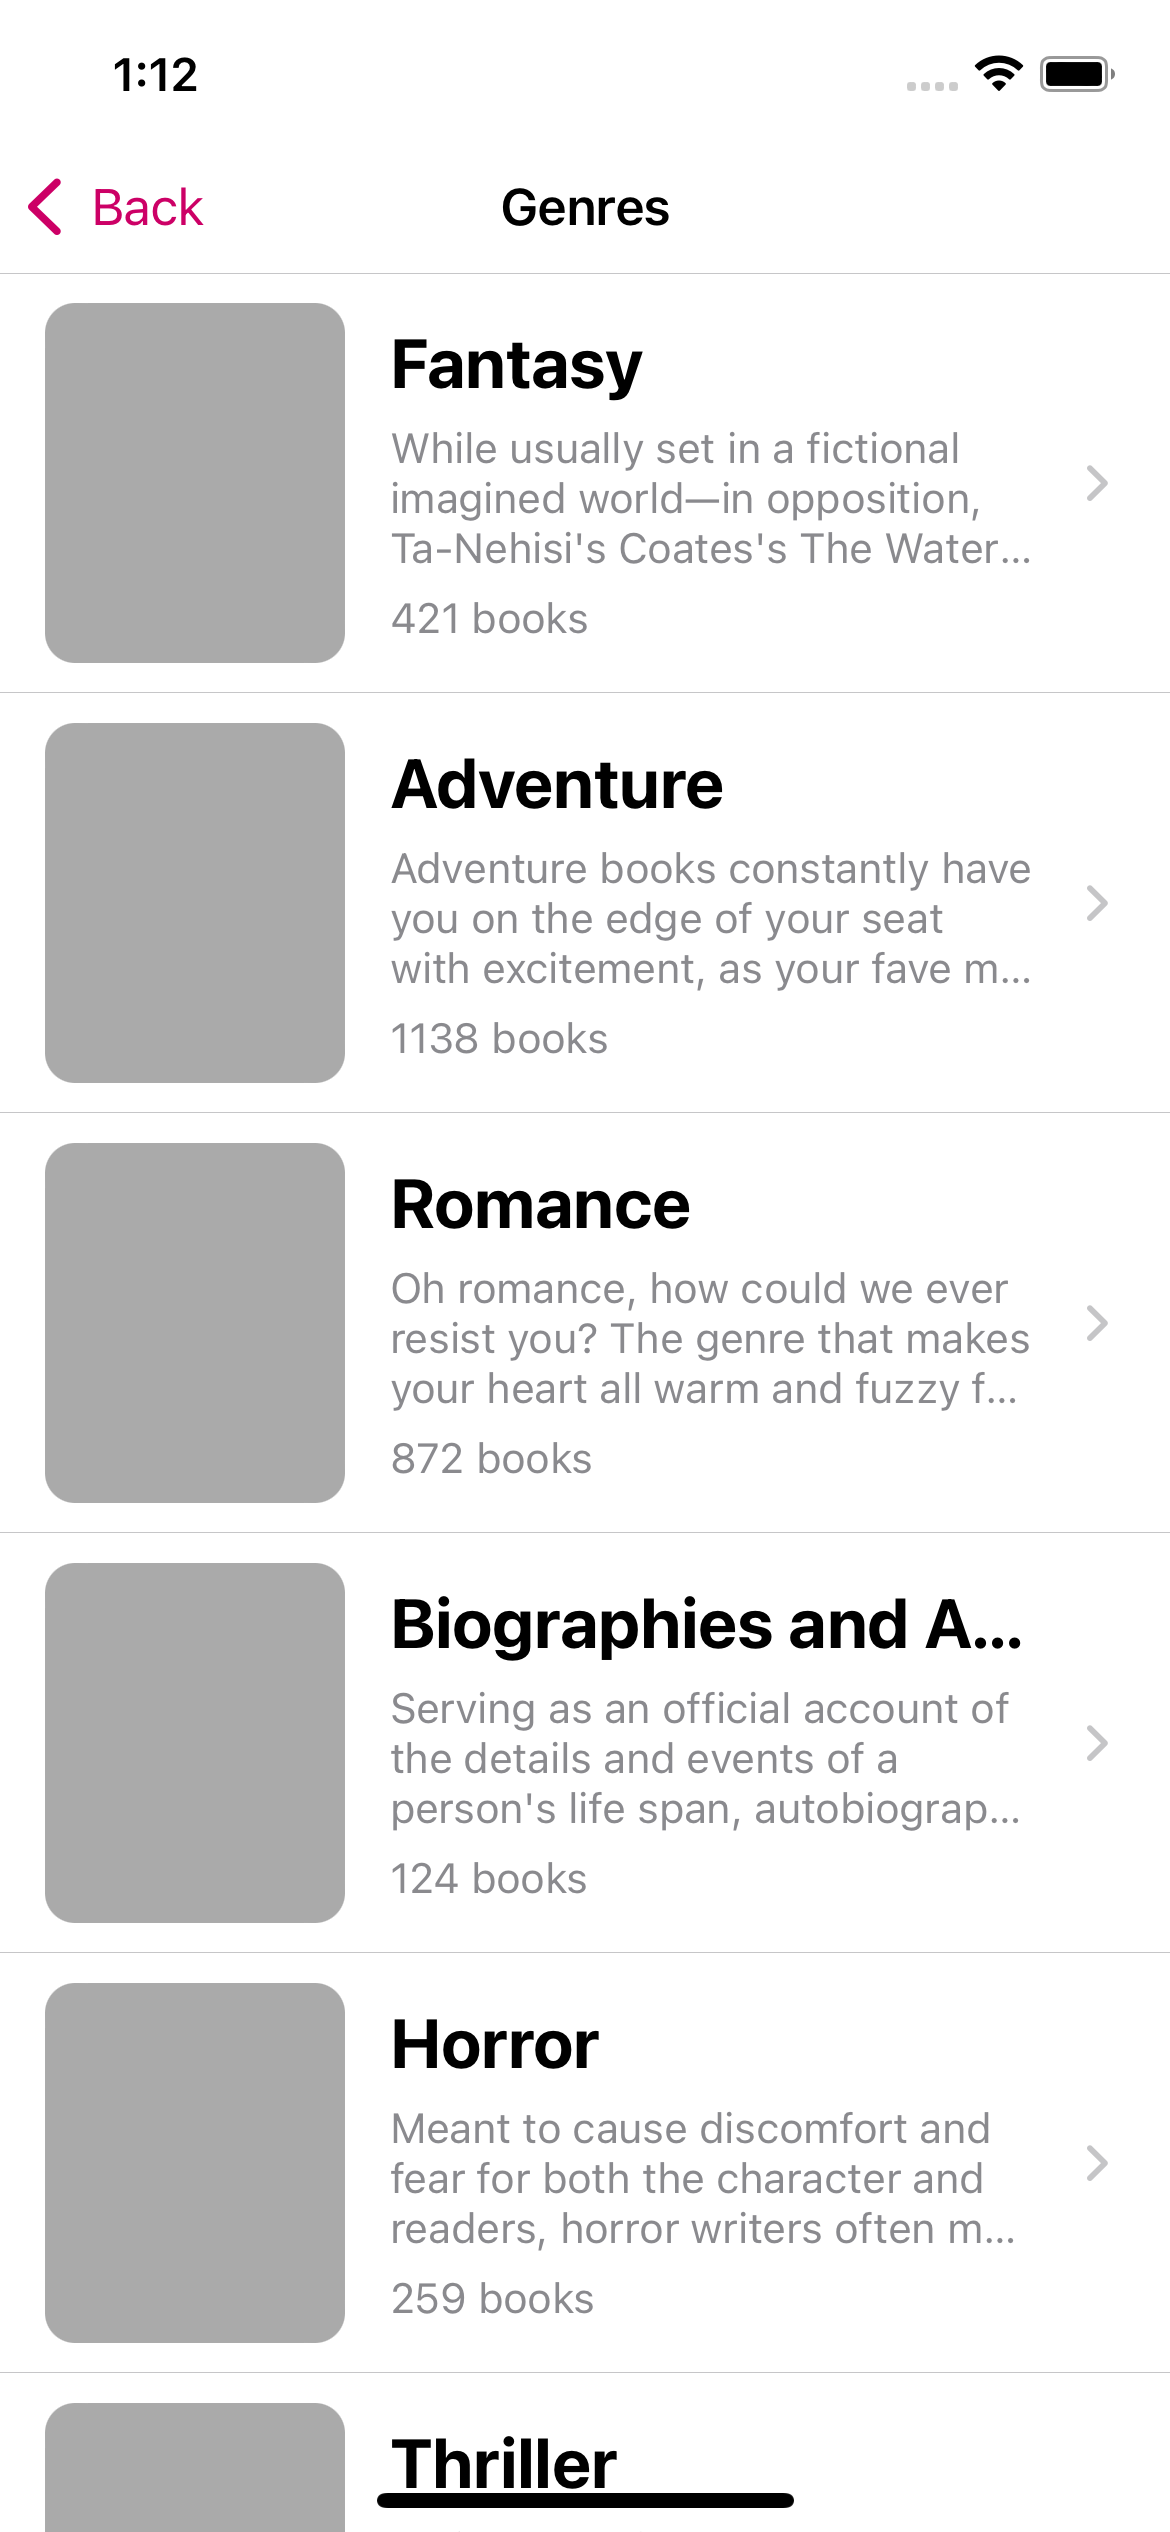 1:12
Back
Genres
Fantasy
While usually set in a fictional
imagined world—in opposition,
Ta-Nehisi's Coates's The Water...
421 books
Adventure
Adventure books constantly have
you on the edge of your seat
with excitement, as your fave m...
1138 books
Romance
Oh romance, how could we ever
resist you? The genre that makes
your heart all warm and fuzzy f...
872 books
Biographies and A...
Serving as an official account of
the details and events of a
person's life span, autobiograp...
124 books
Horror
Meant to cause discomfort and
fear for both the character and
readers, horror writers often m...
259 books
Thriller